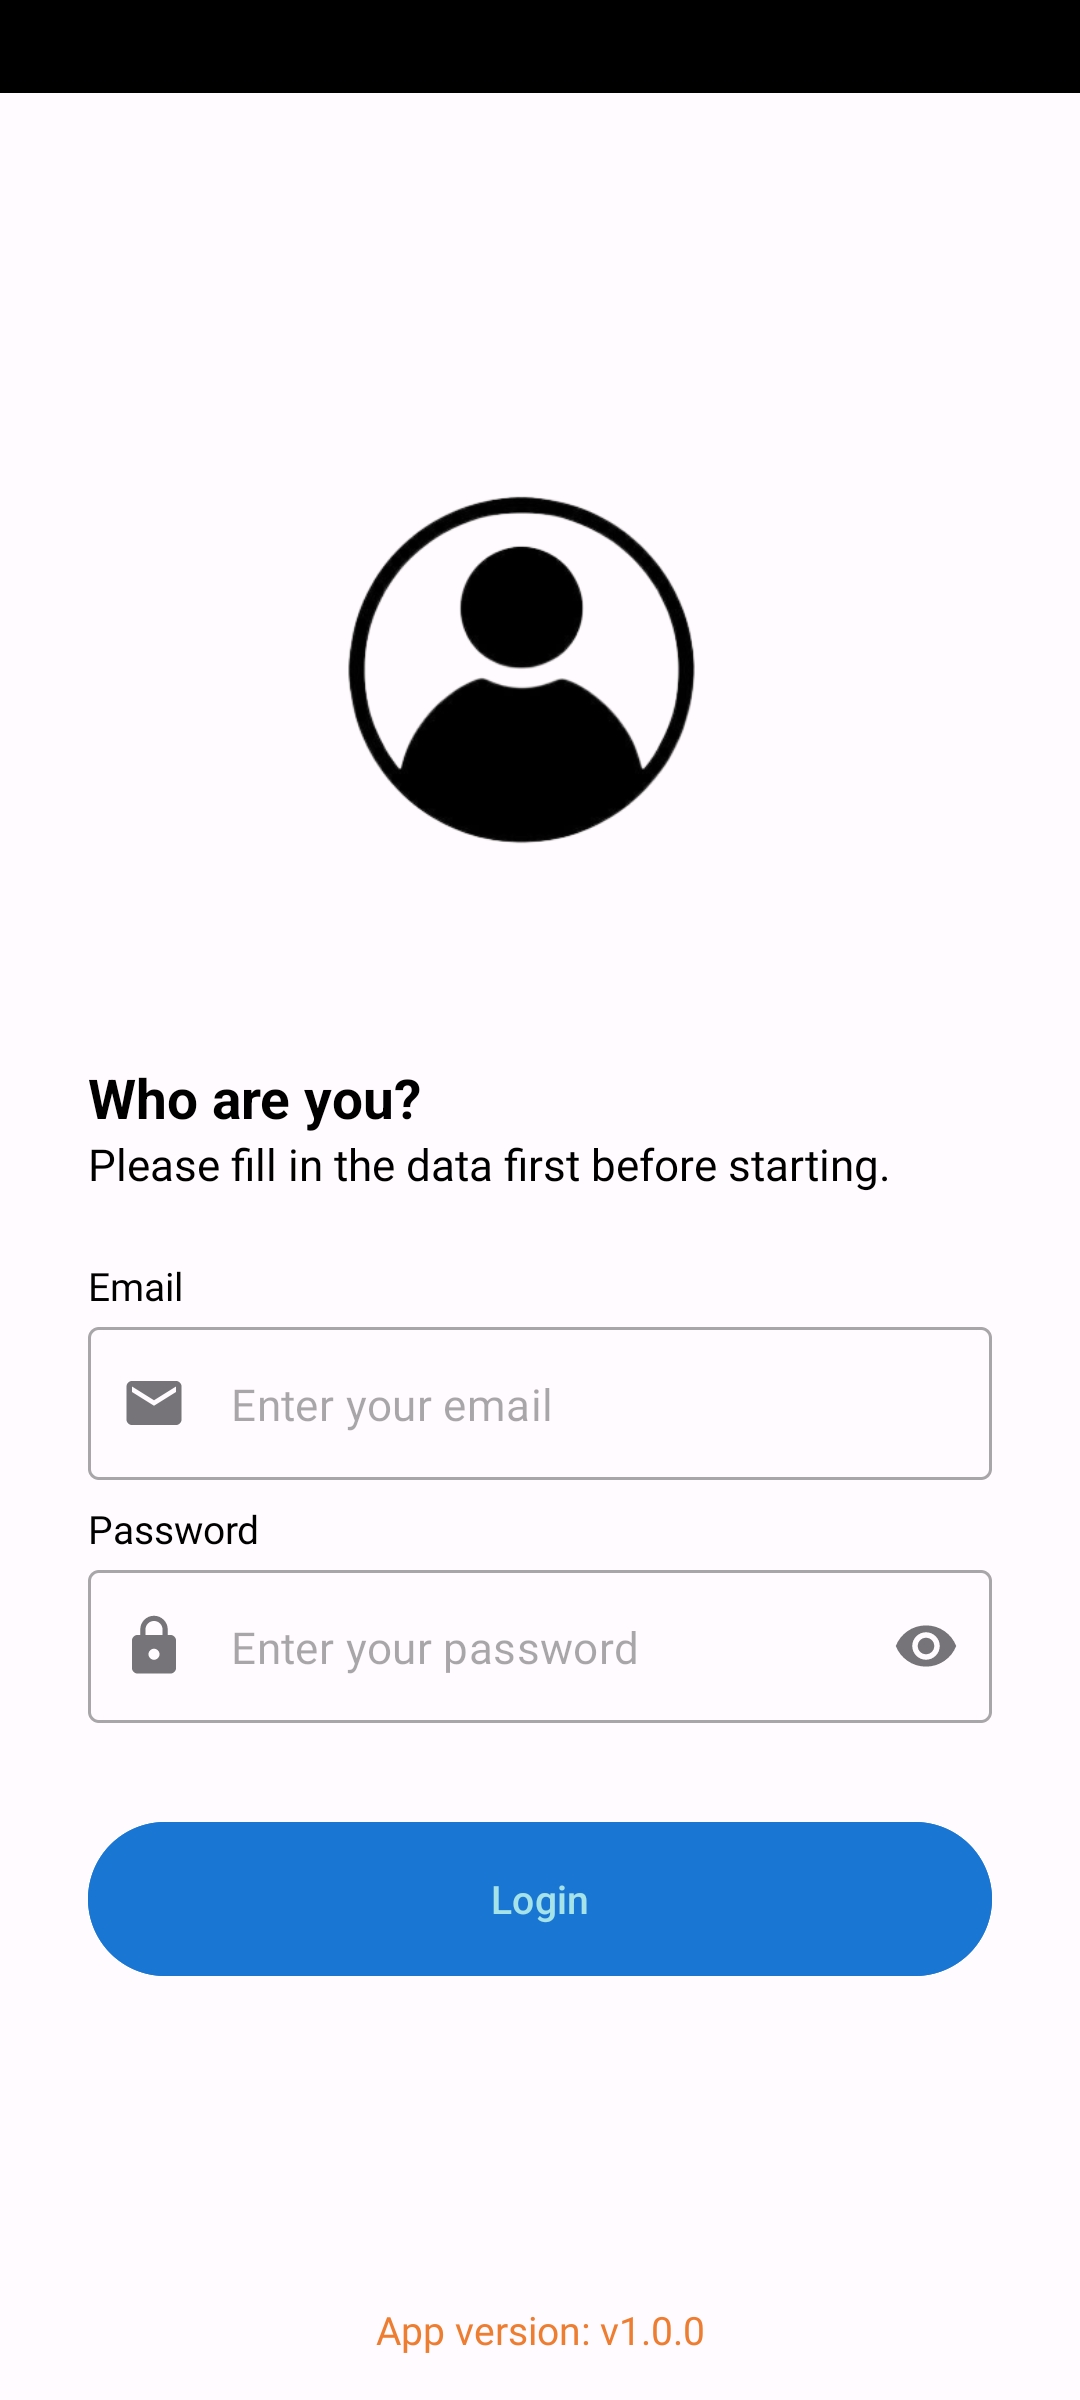 Who are you?
Please fill in the data first before starting.
Email
Enter your email
Password
Enter your password
Login
App version: v1.0.0